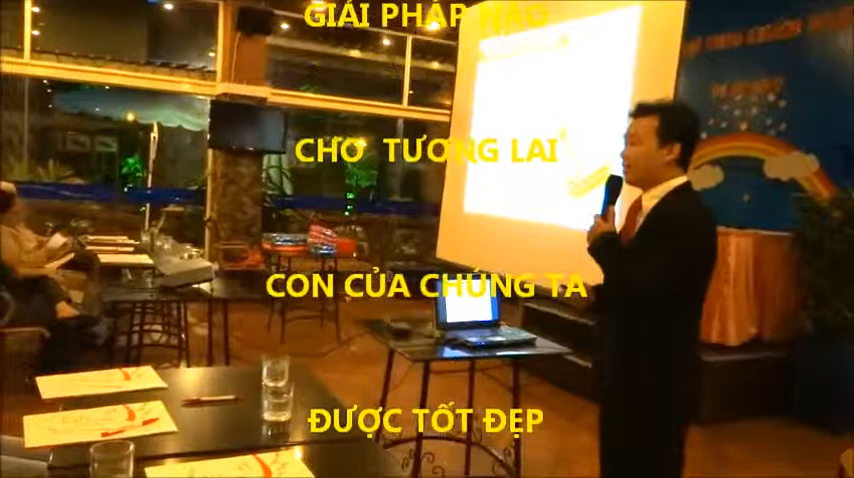 GIẢI PHÁP NÀO
CHO TƯƠNG LAI
CON CỦA CHÚNG TA
ĐƯỢC TỐT ĐẸP